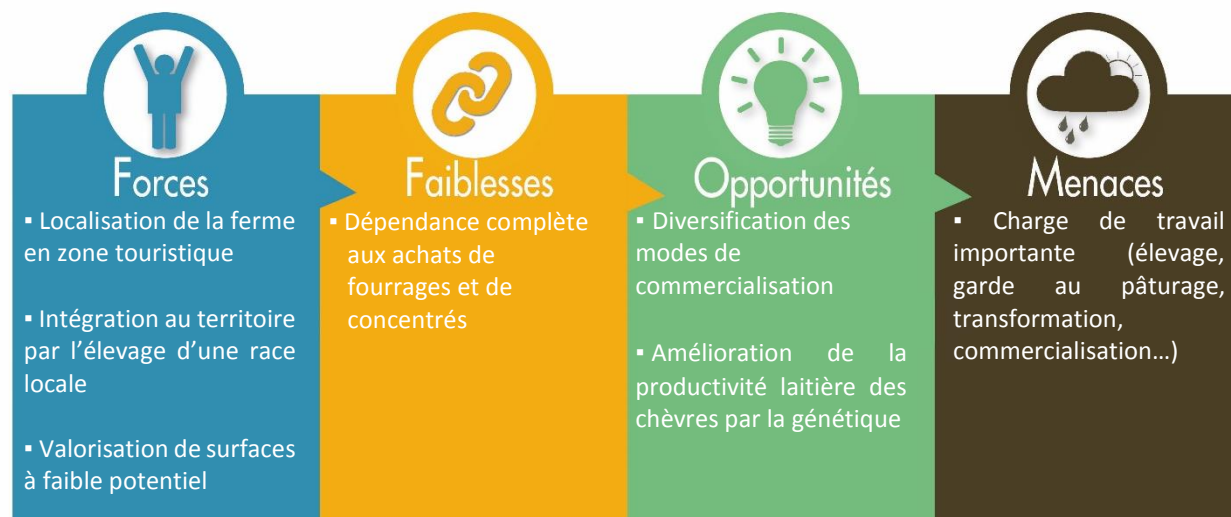 Forces
▪ Localisation de la ferme
en zone touristique
▪ Intégration au territoire
par l’élevage d’une race
locale
▪ Valorisation de surfaces
à faible potentiel
Faiblesses
▪ Dépendance complète
aux achats de
fourrages et de
concentrés
Opportunités
▪ Diversification des
modes de
commercialisation
▪ Amélioration de la
productivité laitière des
chèvres par la génétique
Menaces
▪ Charge de travail
importante (élevage,
garde au pâturage,
transformation,
commercialisation…)